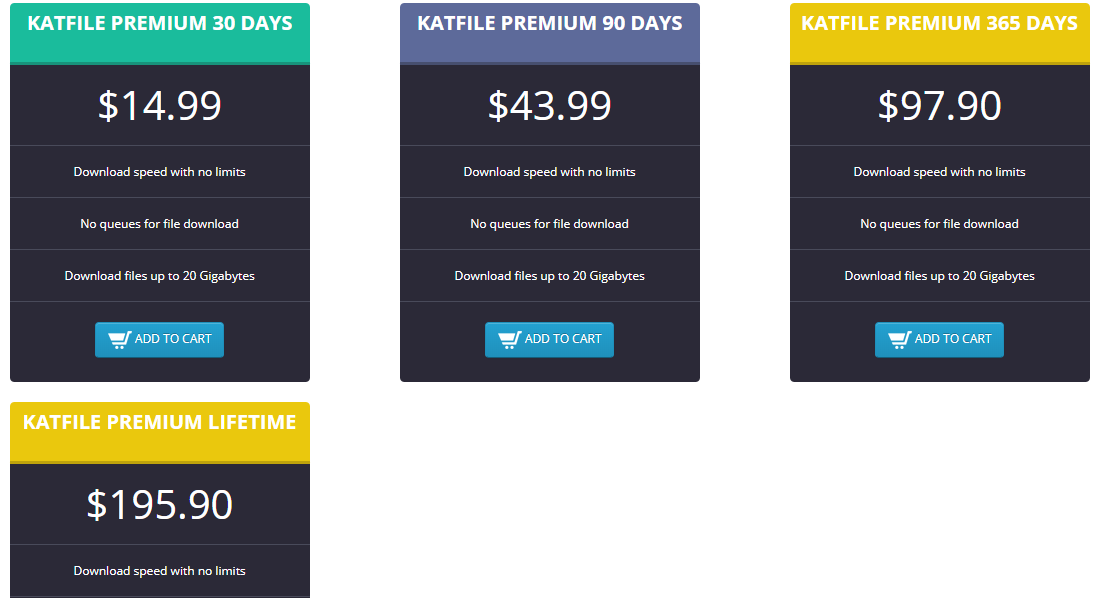 KATFILE PREMIUM 30 DAYS
$14.99
Download speed with no limits
No queues for file download
Download files up to 20 Gigabytes
ADD TO CART
KATFILE PREMIUM 90 DAYS
$43.99
Download speed with no limits
No queues for file download
Download files up to 20 Gigabytes
ADD TO CART
KATFILE PREMIUM 365 DAYS
$97.90
Download speed with no limits
No queues for file download
Download files up to 20 Gigabytes
ADD TO CART
KATFILE PREMIUM LIFETIME
$195.90
Download speed with no limits